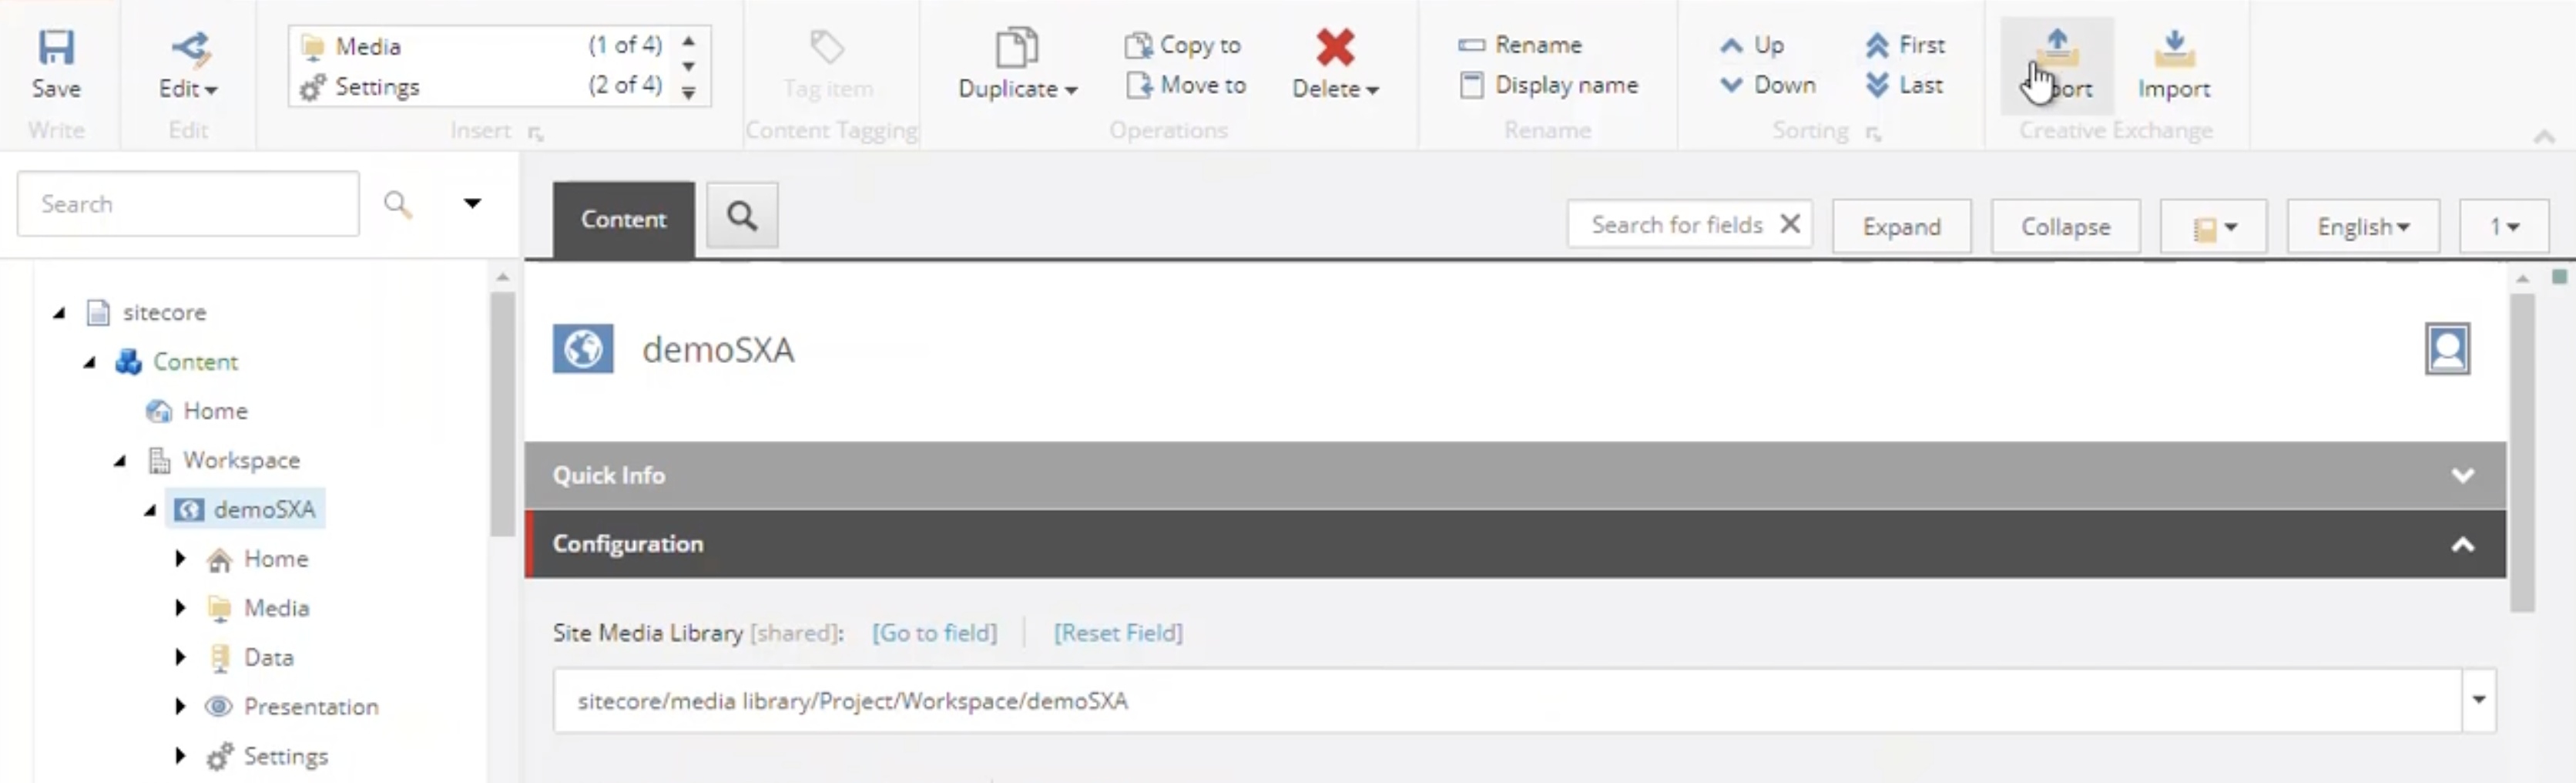 Save
Write
Edit
Edit
Media (1 of 4)
Settings (2 of 4)
Insert
Tag item
Content Tagging
Duplicate
Copy to
Move to
Delete
Operations
Rename
Display name
Rename
Up
Down
First
Last
Sorting
Import
Creative Exchange
Search
Content
Search for fields
Expand
Collapse
English
1
sitecore
Content
Home
Workspace
demoSXA
Home
Media
Data
Presentation
Settings
demoSXA
Quick Info
Configuration
Site Media Library [shared]: [Go to field] [Reset Field]
sitecore/media library/Project/Workspace/demoSXA